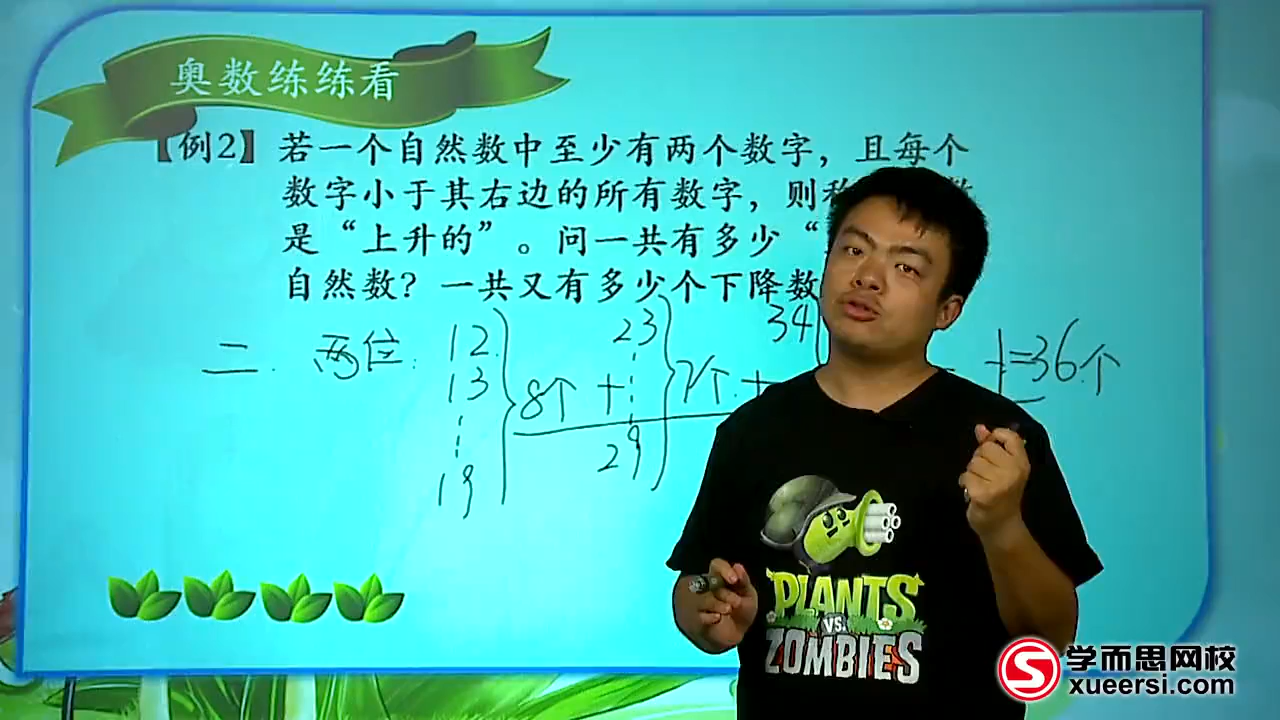 奥数练练看
【例2】若一个自然数中至少有两个数字，且每个
数字小于其右边的所有数字，则称
是“上升的”。问一共有多少“
自然数？一共又有多少个下降数
二. 两位: 12 23 34
13 8个 + 7个 + 1=36个
19 29
PLANTS
VS.
ZOMBIES
学而思网校
xueersi.com